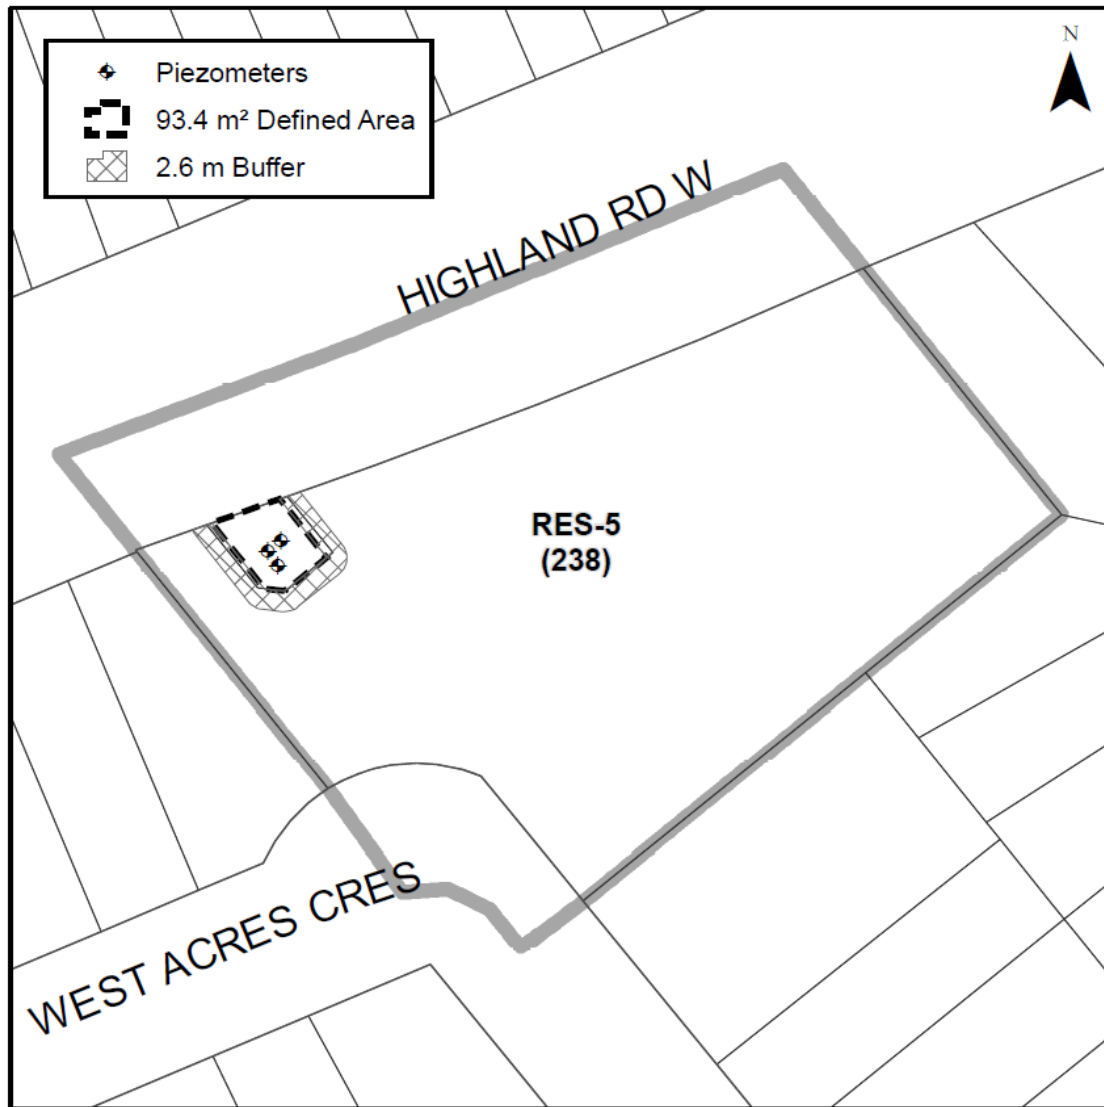 Piezometers
93.4 m² Defined Area
2.6 m Buffer
N
HIGHLAND RD W
RES-5
(238)
WEST ACRES CRES